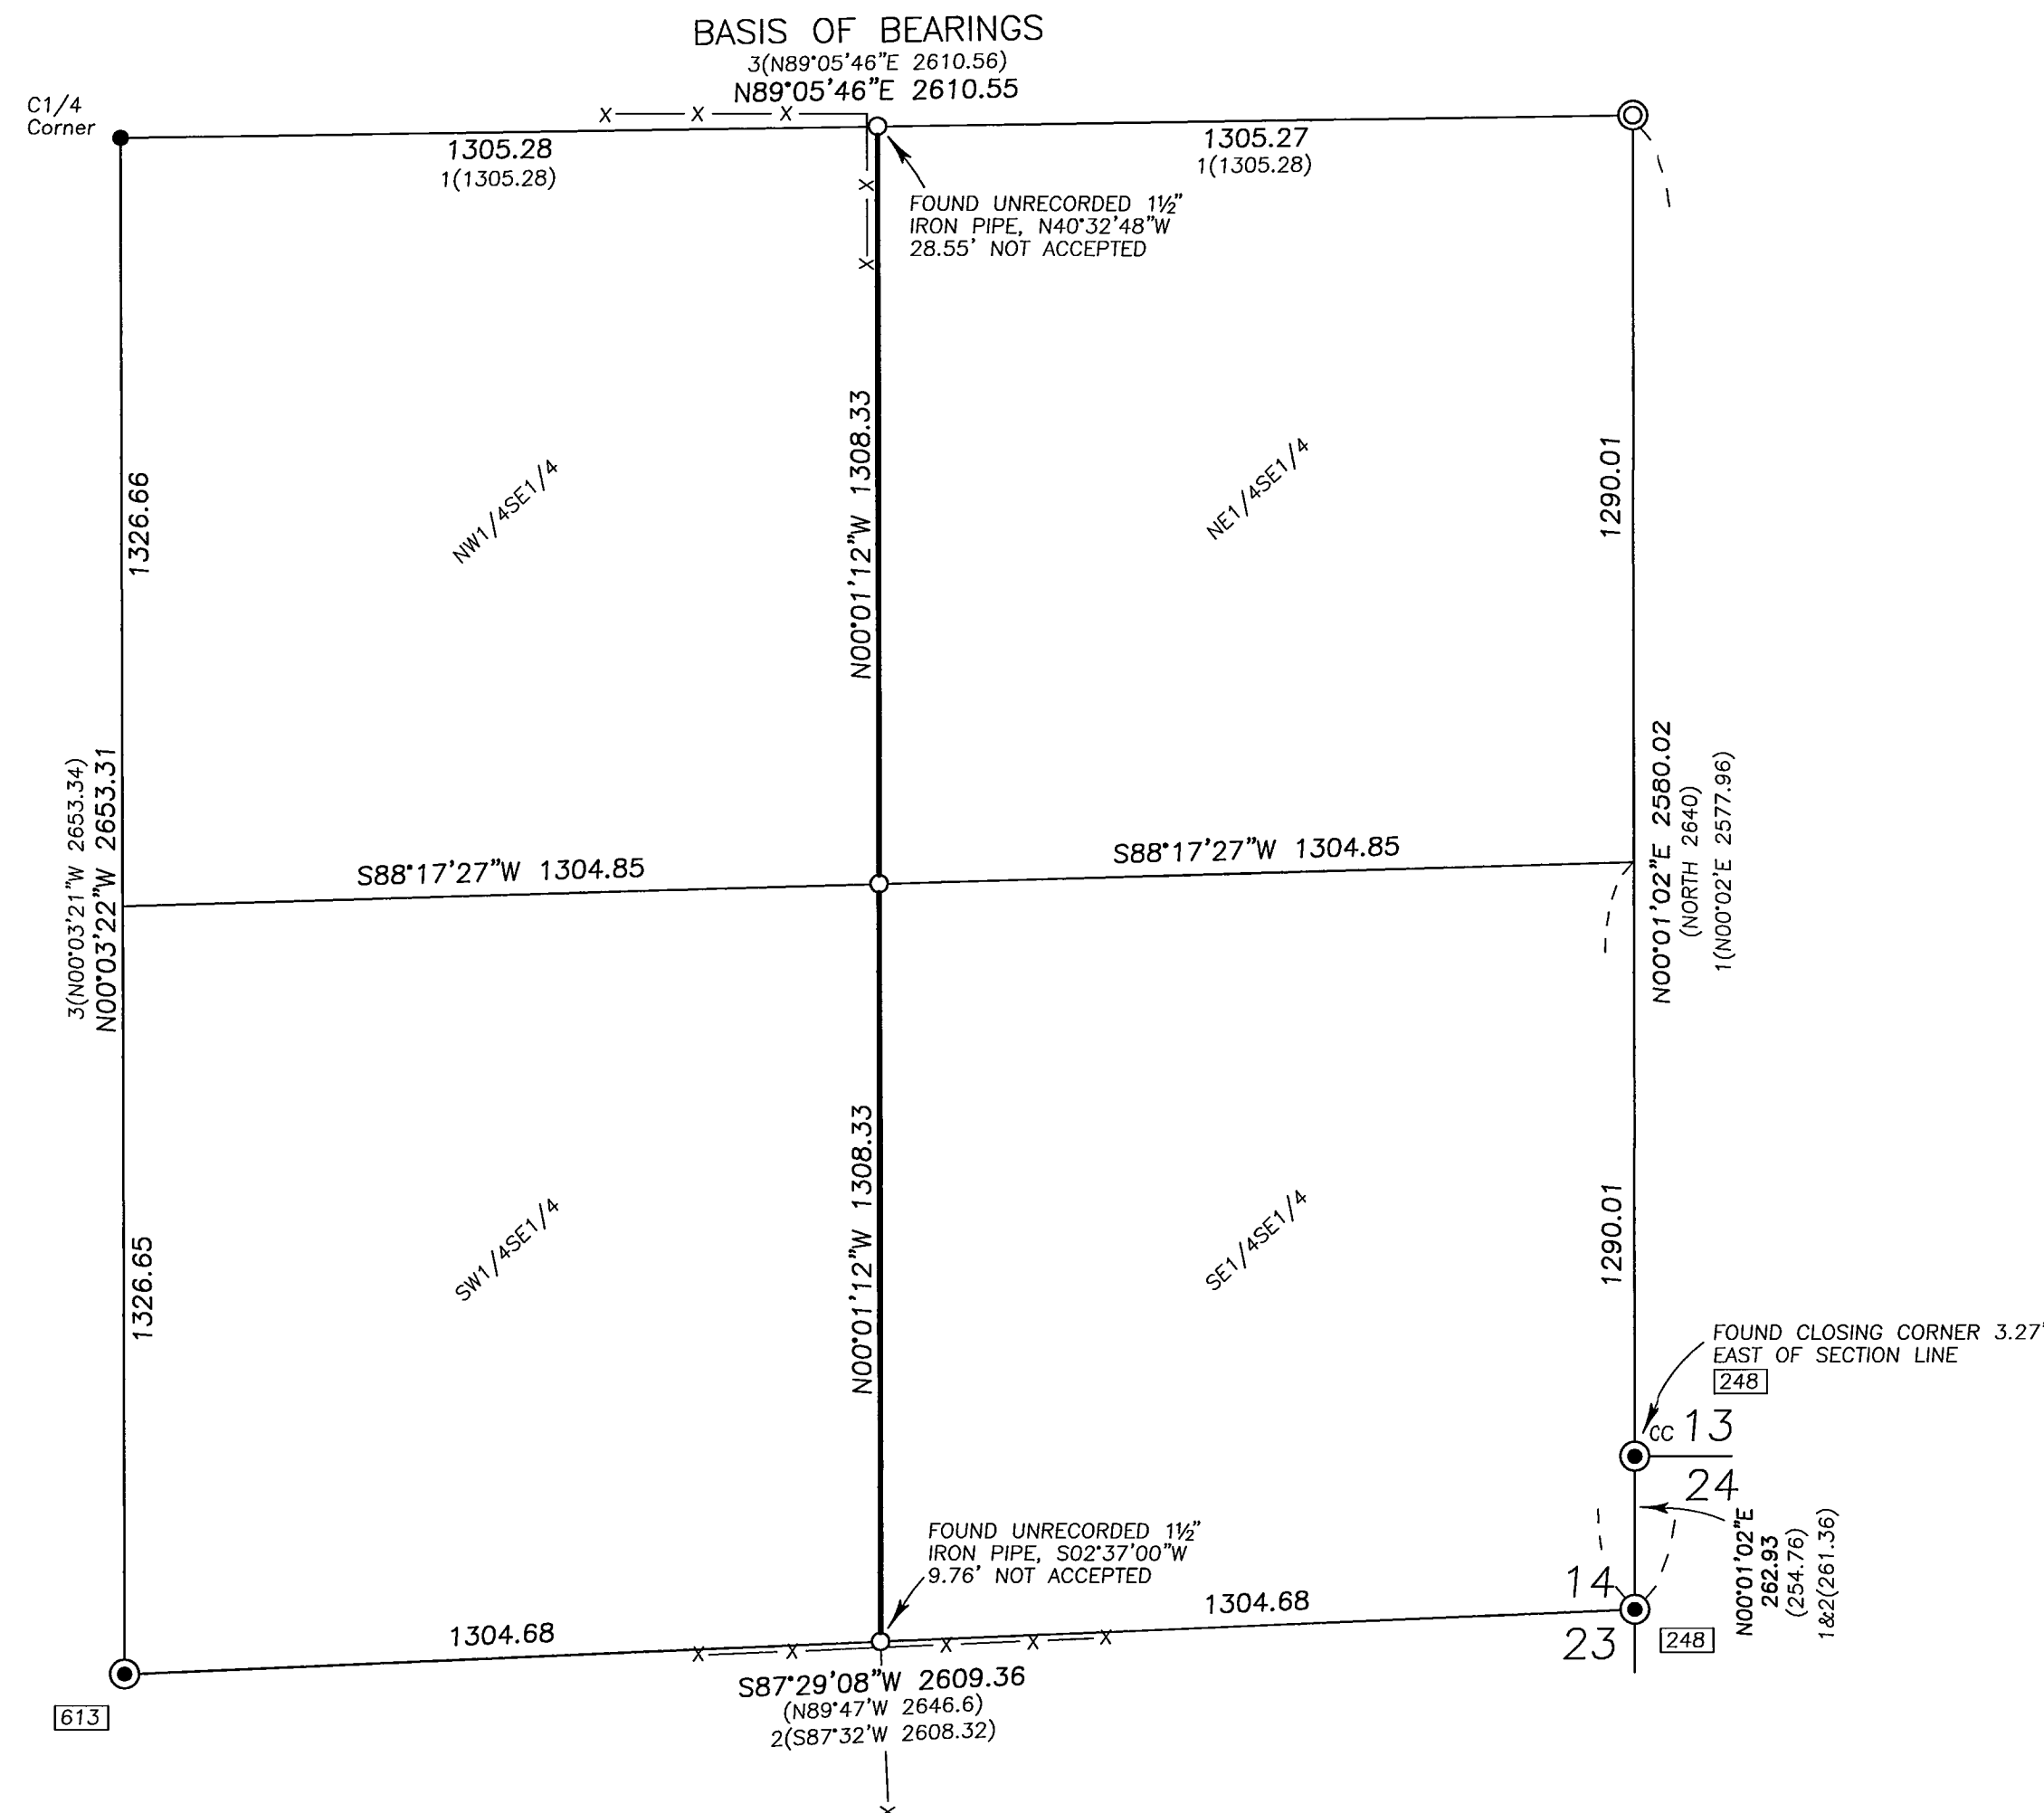 BASIS OF BEARINGS
3(N89°05'46"E 2610.56)
N89°05'46"E 2610.55
C1/4
Corner
X X X
1305.28
1(1305.28)
1305.27
1(1305.28)
X
X
FOUND UNRECORDED 1½"
IRON PIPE, N40°32'48"W
28.55' NOT ACCEPTED
1326.66
NW1/4SE1/4
N00°01'12"W 1308.33
NE1/4SE1/4
1290.01
3(N00°03'21"W 2653.34)
N00°03'22"W 2653.31
S88°17'27"W 1304.85
S88°17'27"W 1304.85
N00°01'02"E 2580.02
(NORTH 2640)
1(N00°02'E 2577.96)
1326.65
SW1/4SE1/4
N00°01'12"W 1308.33
SE1/4SE1/4
1290.01
FOUND CLOSING CORNER 3.27'
EAST OF SECTION LINE
248
CC 13
24
N00°01'02"E
262.93
(254.76)
1&2(261.36)
FOUND UNRECORDED 1½"
IRON PIPE, S02°37'00"W
9.76' NOT ACCEPTED
14
23
248
1304.68
1304.68
X X X X X
S87°29'08"W 2609.36
(N89°47'W 2646.6)
2(S87°32'W 2608.32)
613
X